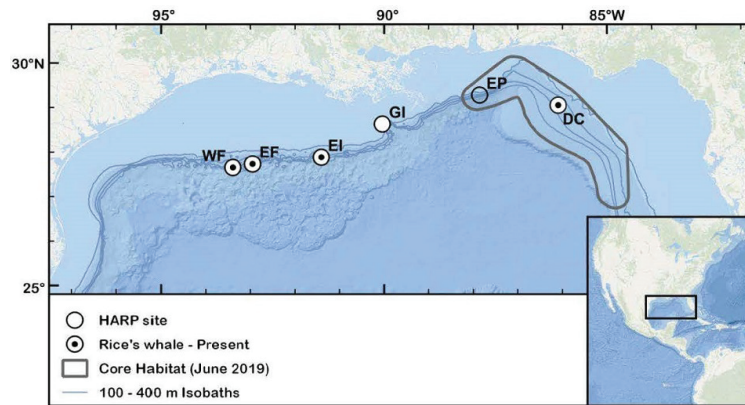 95° 90° 85°W
30°N
EP
DC
GI
EI
EF
WF
25°
HARP site
Rice's whale - Present
Core Habitat (June 2019)
100 - 400 m Isobaths